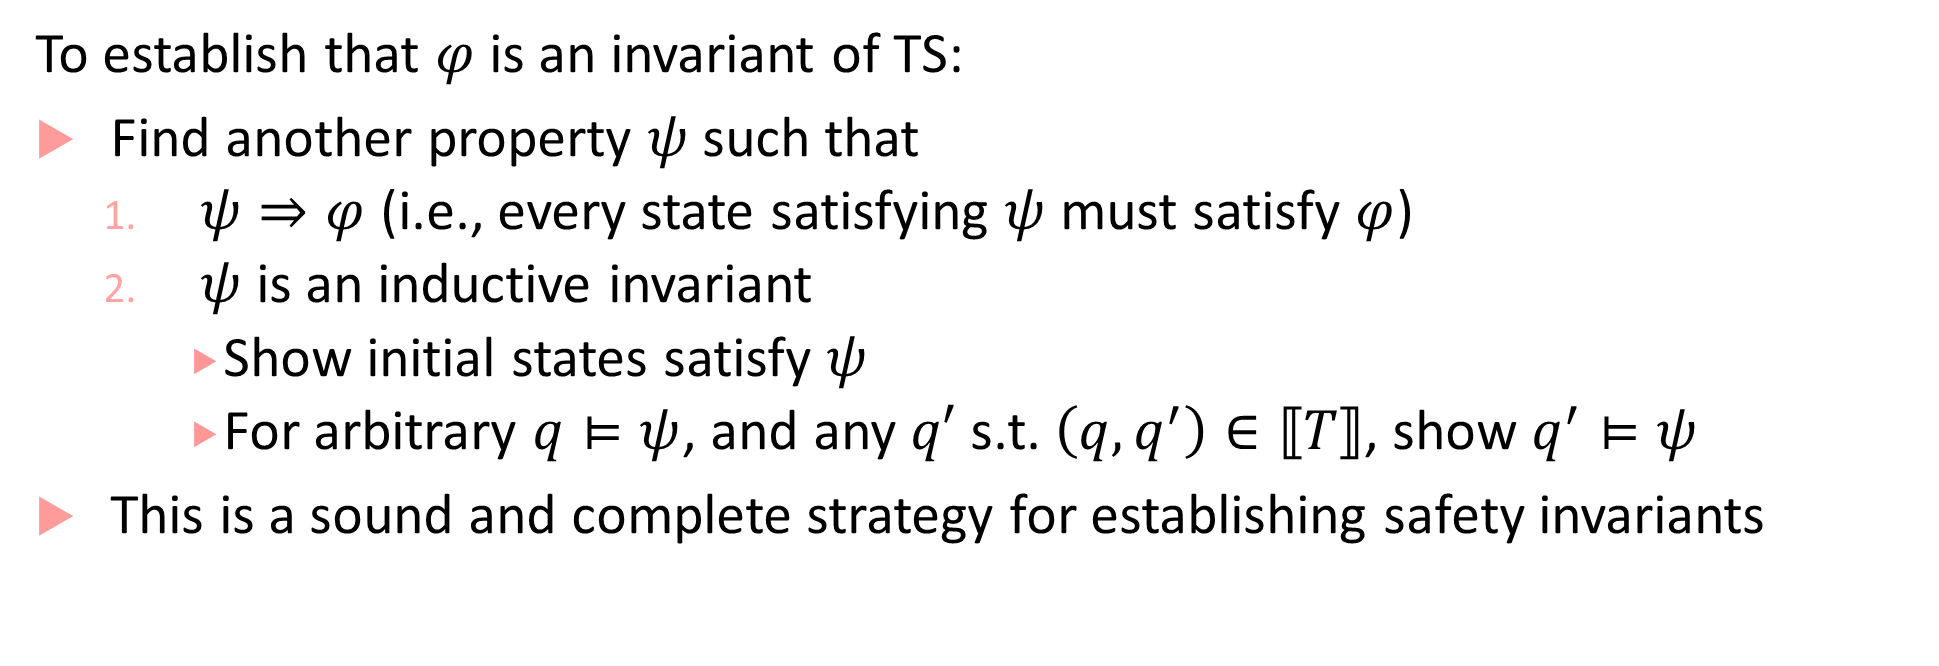 To establish that φ is an invariant of TS:
▶ Find another property ψ such that
1. ψ ⇒ φ (i.e., every state satisfying ψ must satisfy φ)
2. ψ is an inductive invariant
▶ Show initial states satisfy ψ
▶ For arbitrary q ⊨ ψ, and any q′ s.t. (q, q′) ∈ ⟦T⟧, show q′ ⊨ ψ
▶ This is a sound and complete strategy for establishing safety invariants